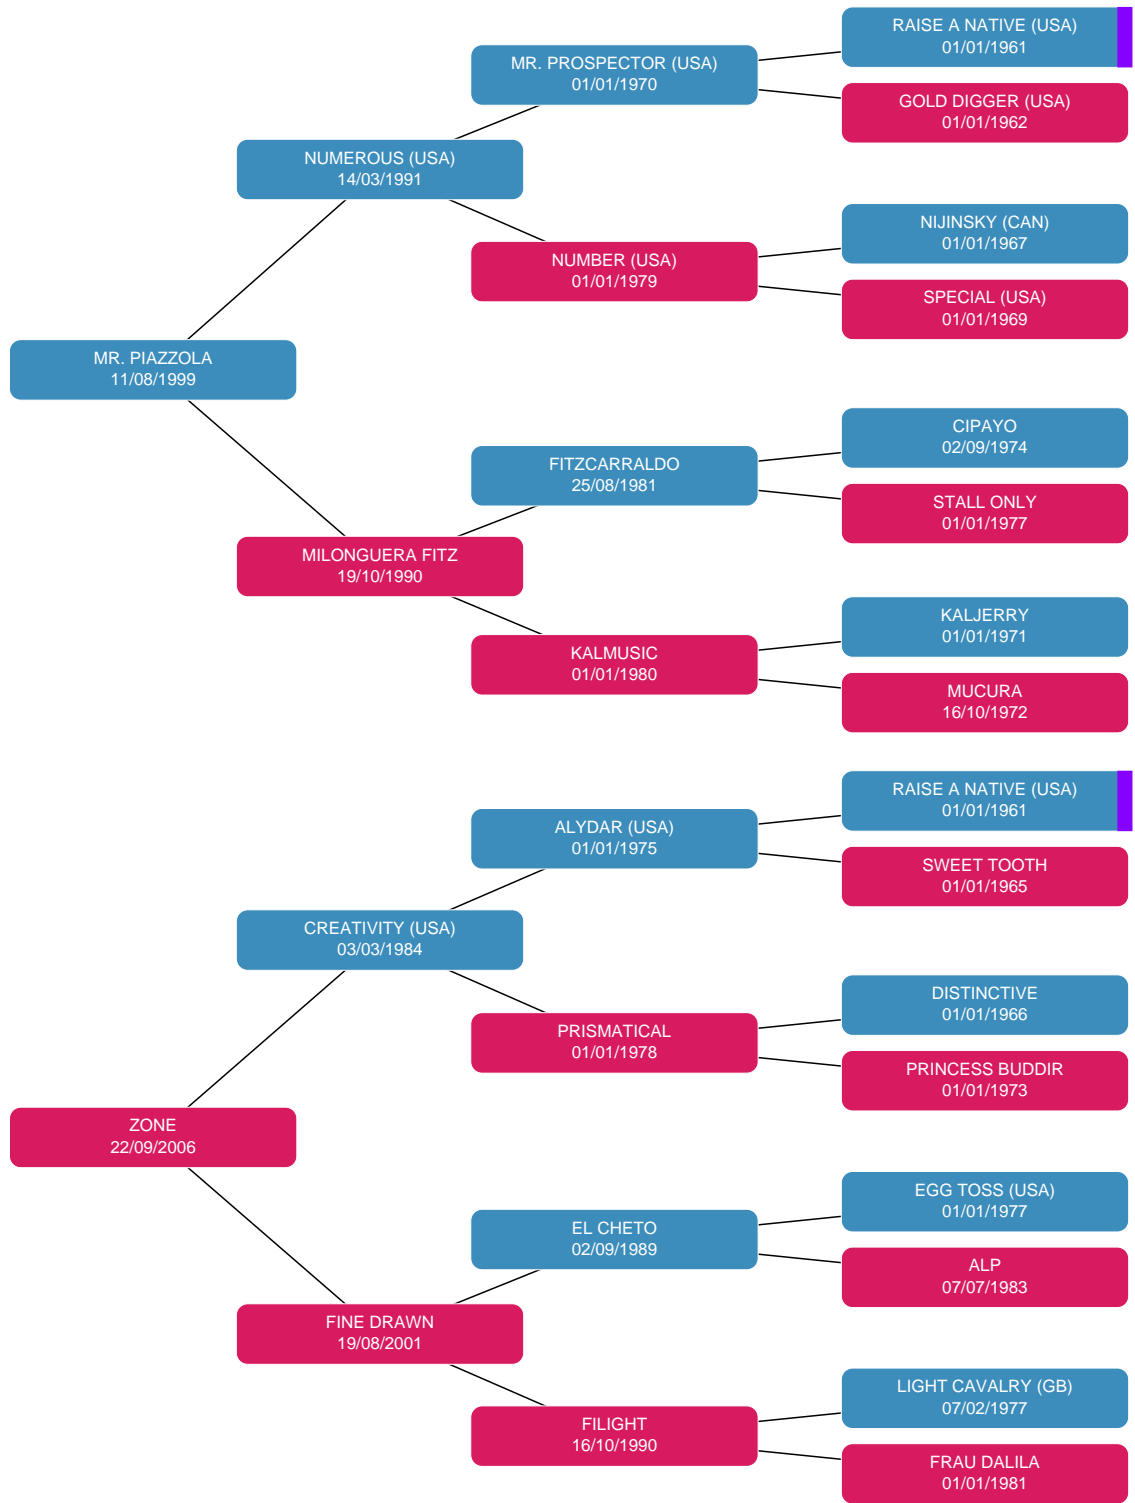 RAISE A NATIVE (USA)
01/01/1961
MR. PROSPECTOR (USA)
01/01/1970
GOLD DIGGER (USA)
01/01/1962
NUMEROUS (USA)
14/03/1991
NIJINSKY (CAN)
01/01/1967
NUMBER (USA)
01/01/1979
SPECIAL (USA)
01/01/1969
MR. PIAZZOLA
11/08/1999
CIPAYO
02/09/1974
FITZCARRALDO
25/08/1981
STALL ONLY
01/01/1977
MILONGUERA FITZ
19/10/1990
KALJERRY
01/01/1971
KALMUSIC
01/01/1980
MUCURA
16/10/1972
RAISE A NATIVE (USA)
01/01/1961
ALYDAR (USA)
01/01/1975
SWEET TOOTH
01/01/1965
CREATIVITY (USA)
03/03/1984
DISTINCTIVE
01/01/1966
PRISMATICAL
01/01/1978
PRINCESS BUDDIR
01/01/1973
ZONE
22/09/2006
EGG TOSS (USA)
01/01/1977
EL CHETO
02/09/1989
ALP
07/07/1983
FINE DRAWN
19/08/2001
LIGHT CAVALRY (GB)
07/02/1977
FILIGHT
16/10/1990
FRAU DALILA
01/01/1981